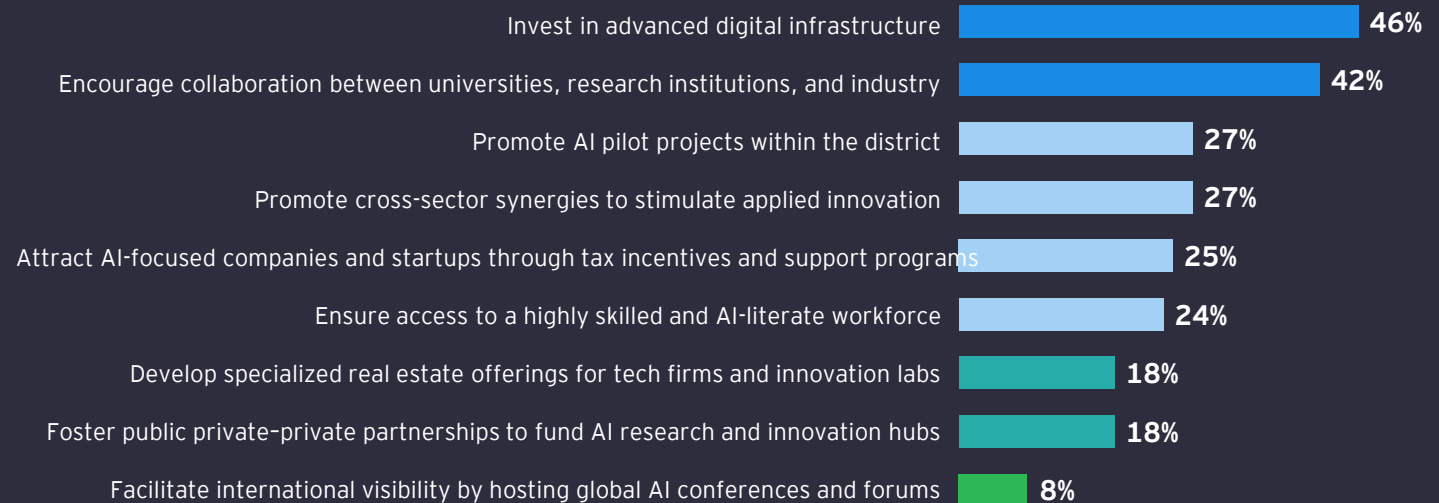 Invest in advanced digital infrastructure 46%
Encourage collaboration between universities, research institutions, and industry 42%
Promote AI pilot projects within the district 27%
Promote cross-sector synergies to stimulate applied innovation 27%
Attract AI-focused companies and startups through tax incentives and support programs 25%
Ensure access to a highly skilled and AI-literate workforce 24%
Develop specialized real estate offerings for tech firms and innovation labs 18%
Foster public private–private partnerships to fund AI research and innovation hubs 18%
Facilitate international visibility by hosting global AI conferences and forums 8%